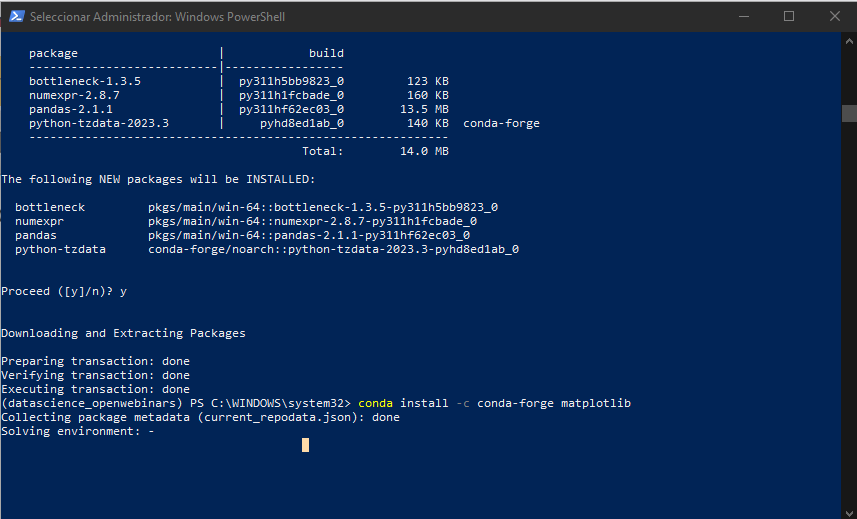 Seleccionar Administrador: Windows PowerShell
package | build
---------------------------|-----------------
bottleneck-1.3.5 | py311h5bb9823_0 123 KB
numexpr-2.8.7 | py311h1fcbade_0 160 KB
pandas-2.1.1 | py311hf62ec03_0 13.5 MB
python-tzdata-2023.3 | pyhd8ed1ab_0 140 KB conda-forge
------------------------------------------------------------
Total: 14.0 MB
The following NEW packages will be INSTALLED:
bottleneck pkgs/main/win-64::bottleneck-1.3.5-py311h5bb9823_0
numexpr pkgs/main/win-64::numexpr-2.8.7-py311h1fcbade_0
pandas pkgs/main/win-64::pandas-2.1.1-py311hf62ec03_0
python-tzdata conda-forge/noarch::python-tzdata-2023.3-pyhd8ed1ab_0
Proceed ([y]/n)? y
Downloading and Extracting Packages
Preparing transaction: done
Verifying transaction: done
Executing transaction: done
(datascience_openwebinars) PS C:\WINDOWS\system32> conda install -c conda-forge matplotlib
Collecting package metadata (current_repodata.json): done
Solving environment: -